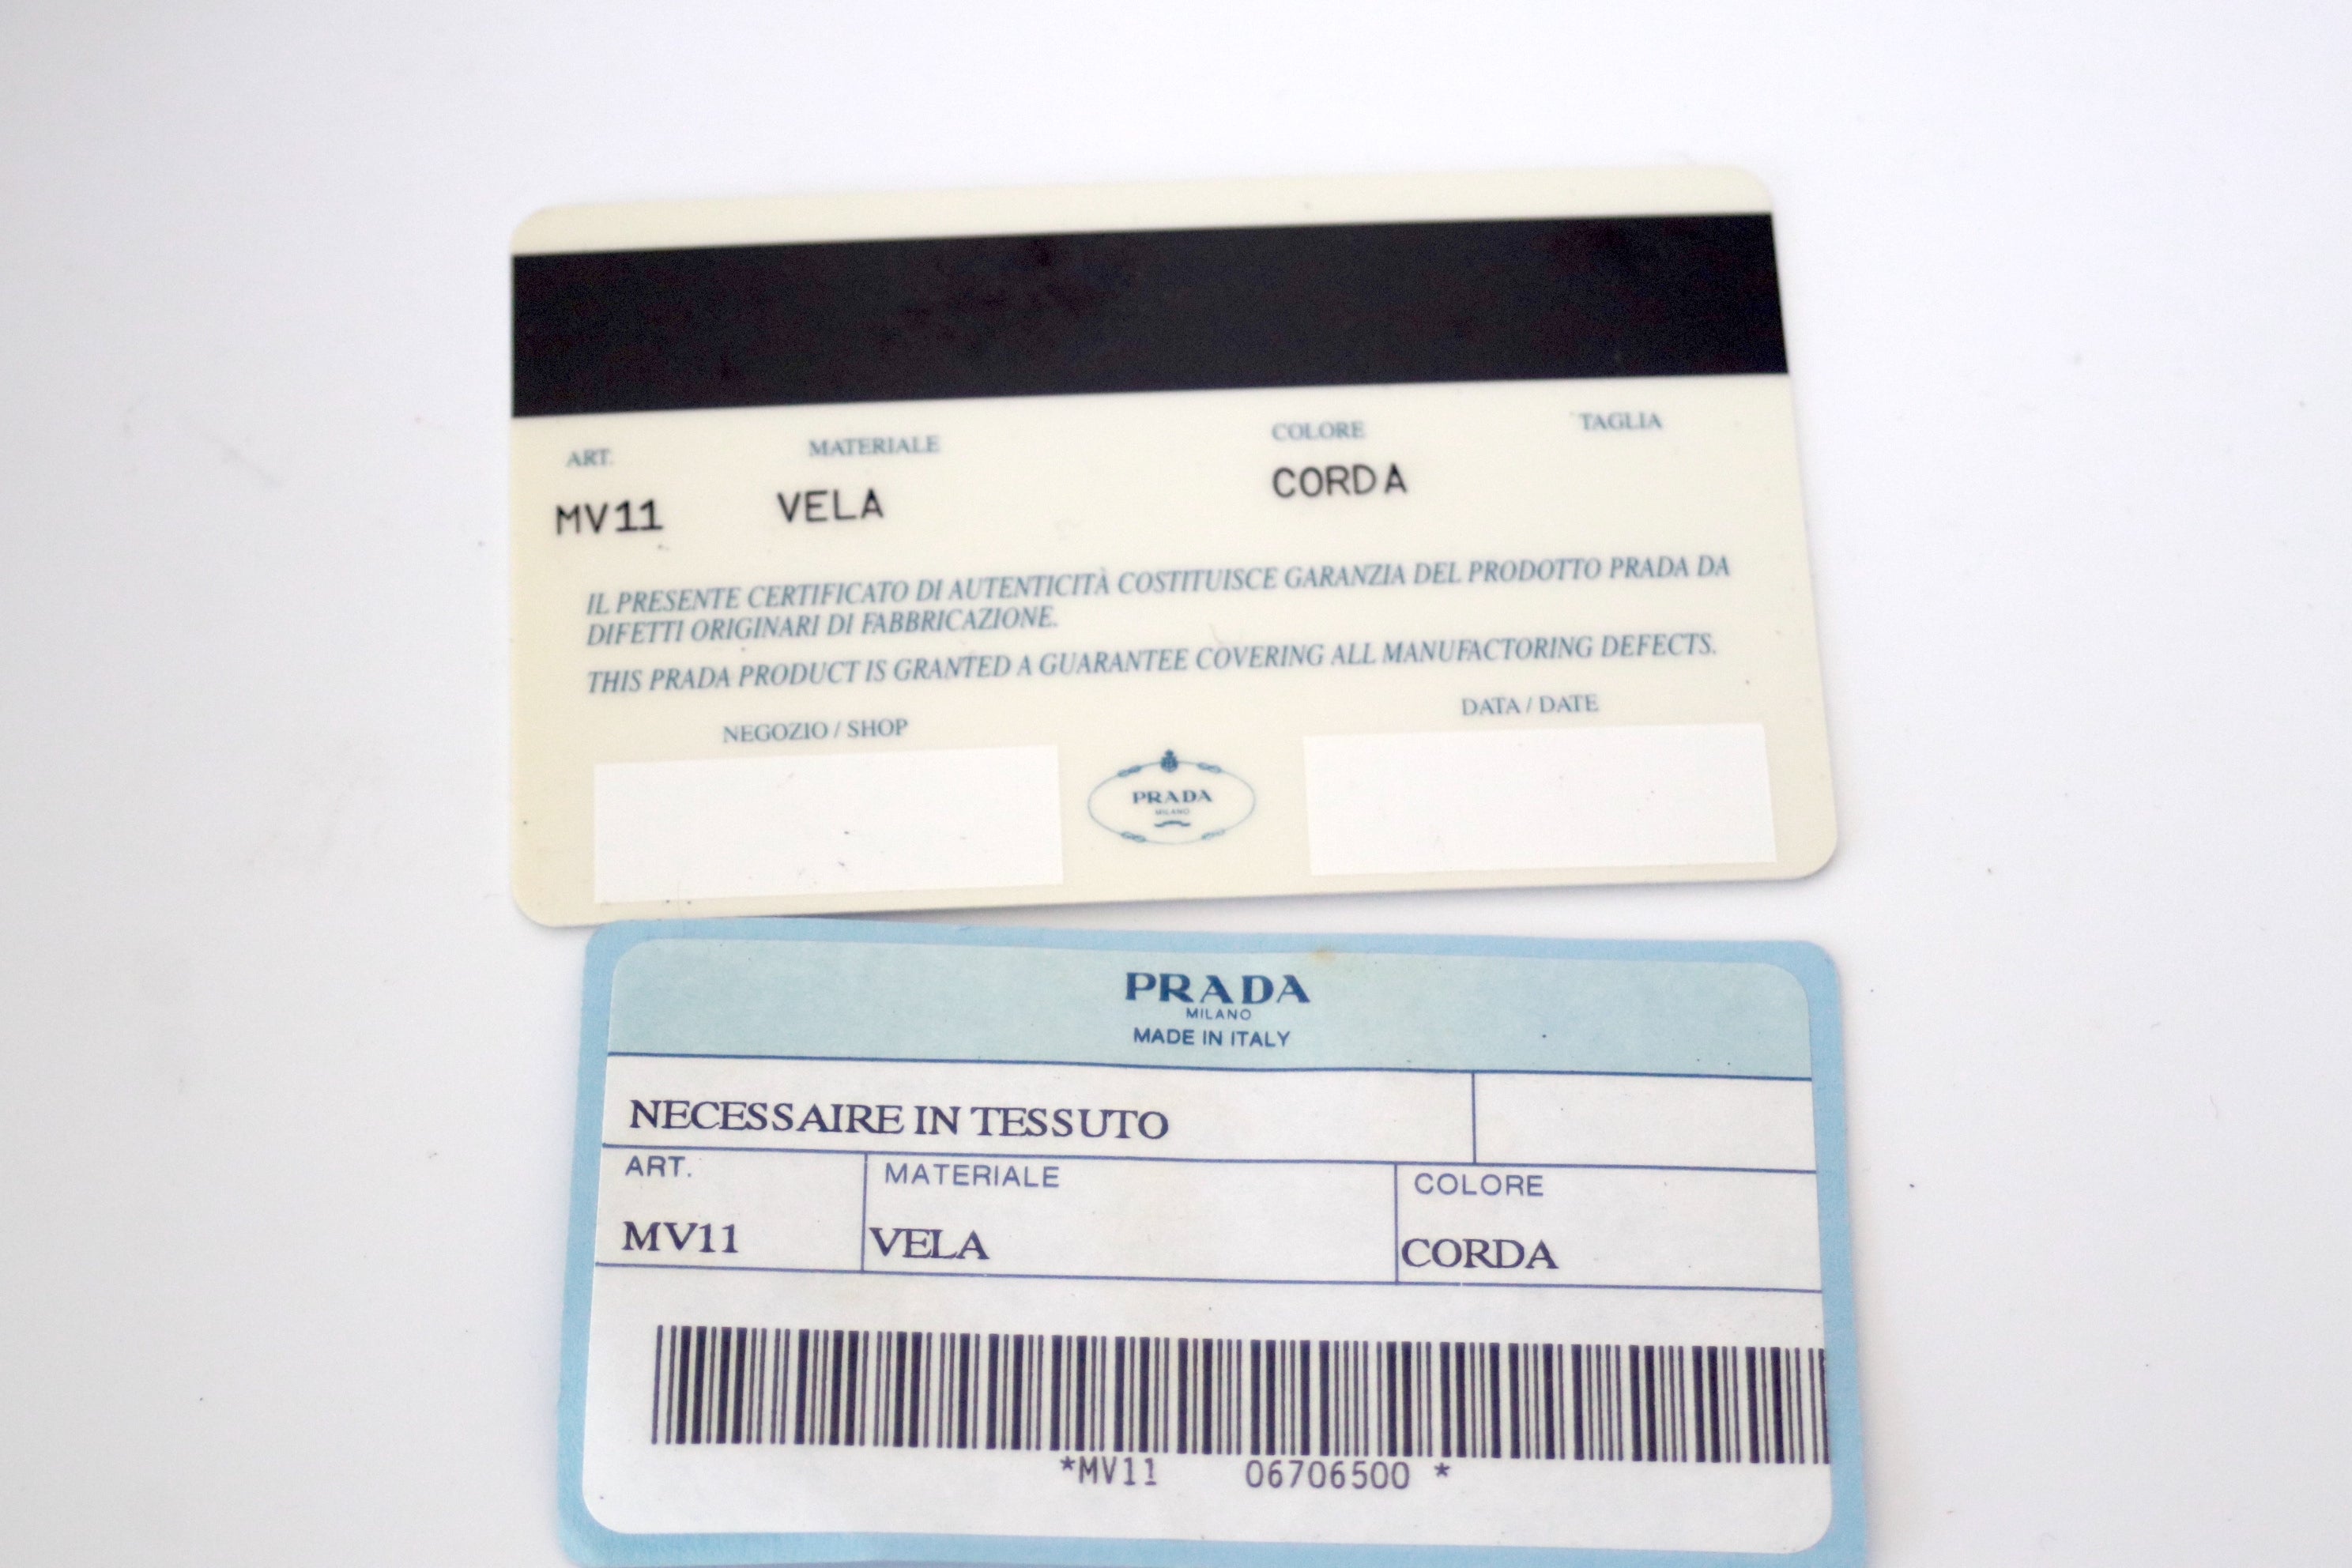 ART. MATERIALE COLORE TAGLIA
MV11 VELA CORDA
IL PRESENTE CERTIFICATO DI AUTENTICITÀ COSTITUISCE GARANZIA DEL PRODOTTO PRADA DA
DIFETTI ORIGINARI DI FABBRICAZIONE.
THIS PRADA PRODUCT IS GRANTED A GUARANTEE COVERING ALL MANUFACTORING DEFECTS.
NEGOZIO / SHOP DATA / DATE
PRADA
MILANO
PRADA
MILANO
MADE IN ITALY
NECESSAIRE IN TESSUTO
ART. MATERIALE COLORE
MV11 VELA CORDA
*MV11 06706500 *